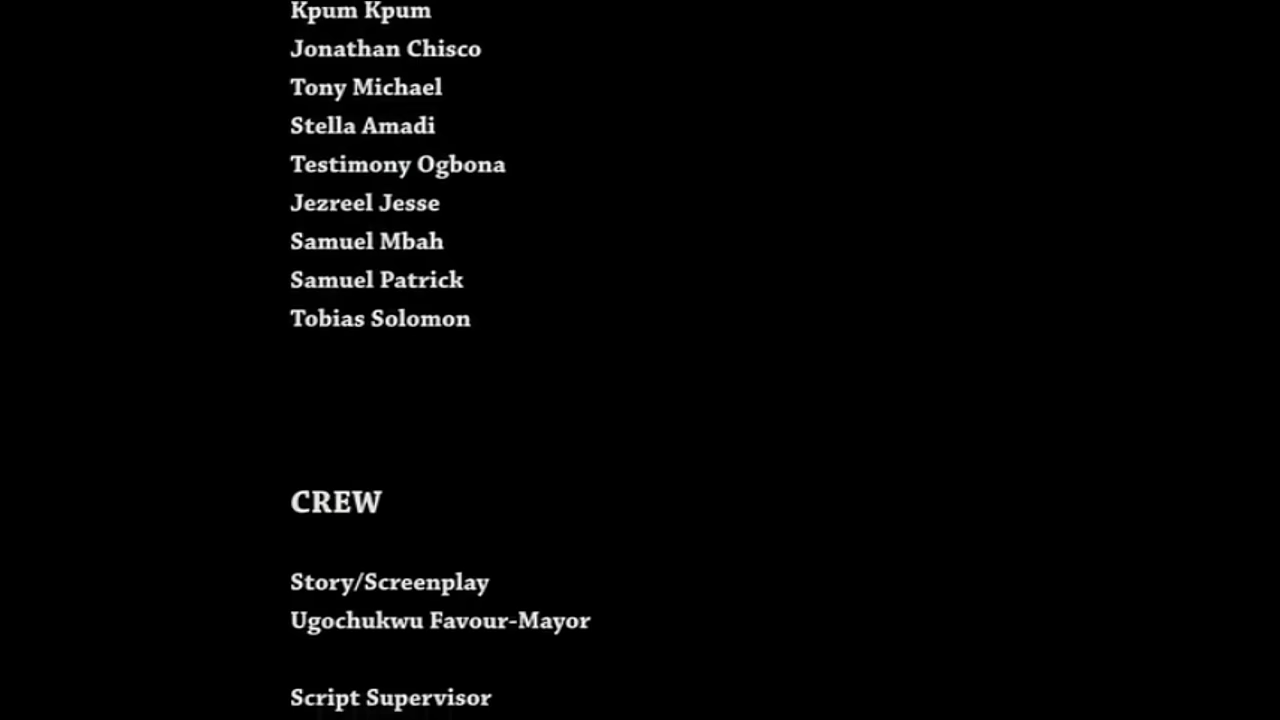 Kpum Kpum
Jonathan Chisco
Tony Michael
Stella Amadi
Testimony Ogbona
Jezreel Jesse
Samuel Mbah
Samuel Patrick
Tobias Solomon
CREW
Story/Screenplay
Ugochukwu Favour-Mayor
Script Supervisor